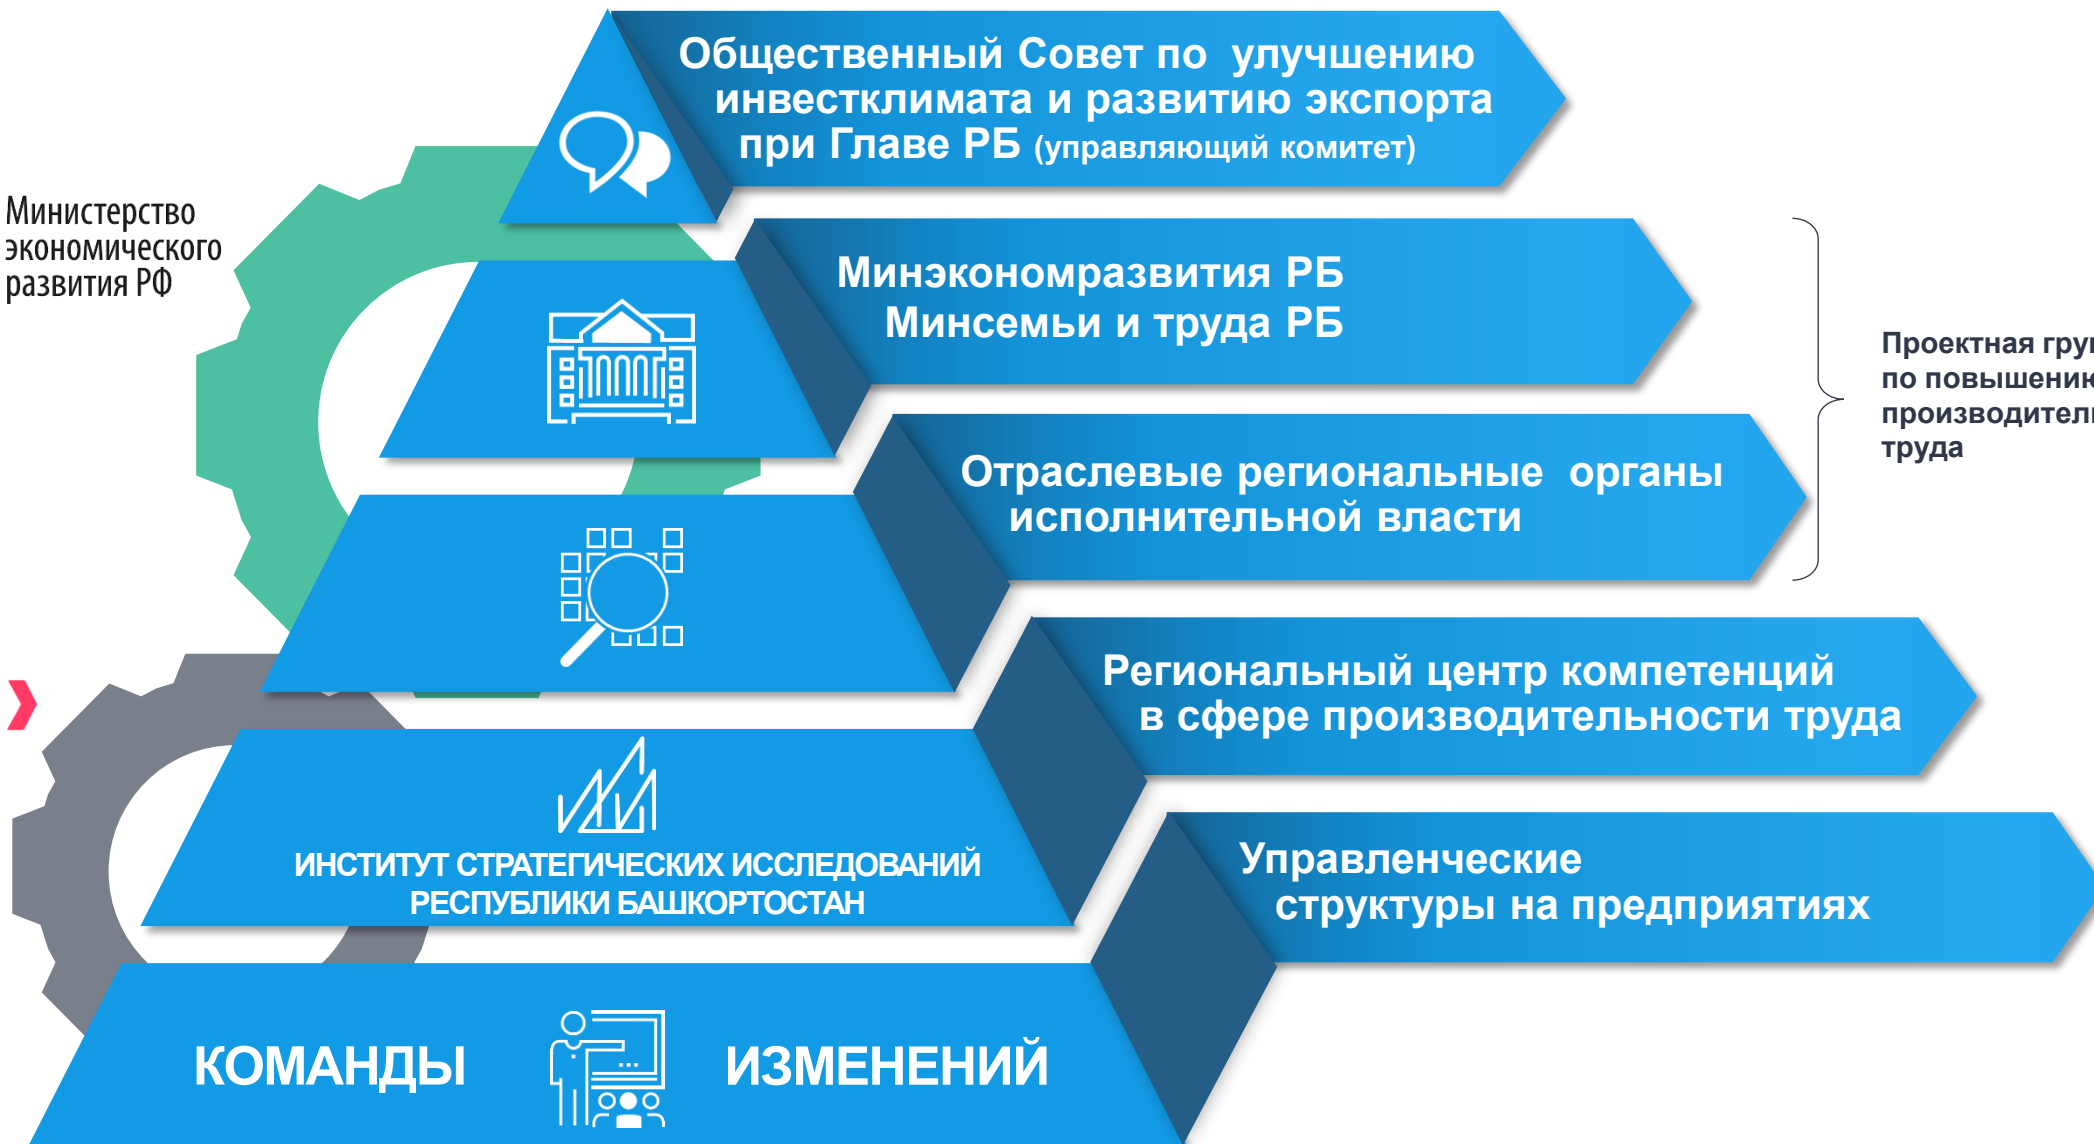 Общественный Совет по улучшению
инвестклимата и развитию экспорта
при Главе РБ (управляющий комитет)
Министерство
экономического
развития РФ
Минэкономразвития РБ
Минсемьи и труда РБ
Проектная
по
труда
Отраслевые региональные органы
исполнительной власти
Региональный центр компетенций
в сфере производительности труда
ИНСТИТУТ СТРАТЕГИЧЕСКИХ ИССЛЕДОВАНИЙ
РЕСПУБЛИКИ БАШКОРТОСТАН
Управленческие
структуры на предприятиях
КОМАНДЫ ИЗМЕНЕНИЙ